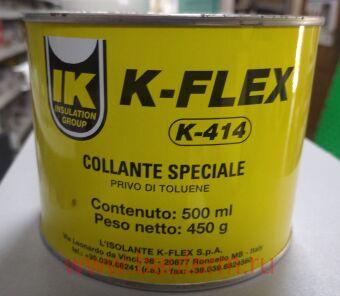 IK
INSULATION
GROUP
K-FLEX
K-414
COLLANTE SPECIALE
PRIVO DI TOLUENE
Contenuto: 500 ml
Peso netto: 450 g
L'ISOLANTE K-FLEX S.p.A.
Via Leonardo da Vinci, 36 - 20877 Roncello MB - Italy
fax: